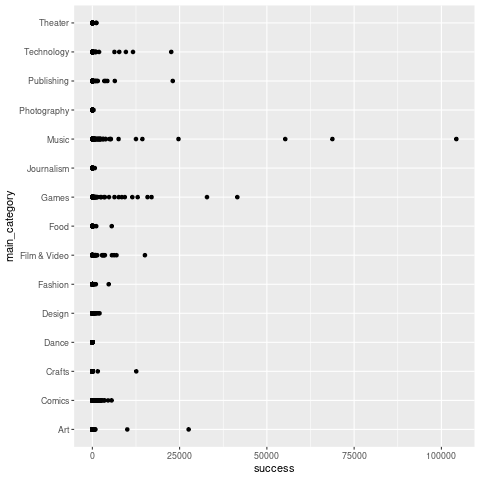 Theater
Technology
Publishing
Photography
Music
Journalism
Games
Food
Film & Video
Fashion
Design
Dance
Crafts
Comics
Art
main_category
0 25000 50000 75000 100000
success